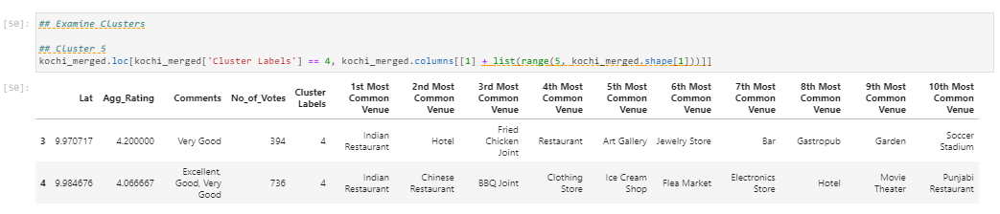 [50]: ## Examine Clusters
## Cluster 5
kochi_merged.loc[kochi_merged['Cluster Labels'] == 4, kochi_merged.columns[[1] + list(range(5, kochi_merged.shape[1]))]]
[50]:
Lat Agg_Rating Comments No_of_Votes Cluster Labels 1st Most Common Venue 2nd Most Common Venue 3rd Most Common Venue 4th Most Common Venue 5th Most Common Venue 6th Most Common Venue 7th Most Common Venue 8th Most Common Venue 9th Most Common Venue 10th Most Common Venue
3 9.970717 4.200000 Very Good 394 4 Indian Restaurant Hotel Fried Chicken Joint Restaurant Art Gallery Jewelry Store Bar Gastropub Garden Soccer Stadium
4 9.984676 4.066667 Excellent, Good, Very Good 736 4 Indian Restaurant Chinese Restaurant BBQ Joint Clothing Store Ice Cream Shop Flea Market Electronics Store Hotel Movie Theater Punjabi Restaurant